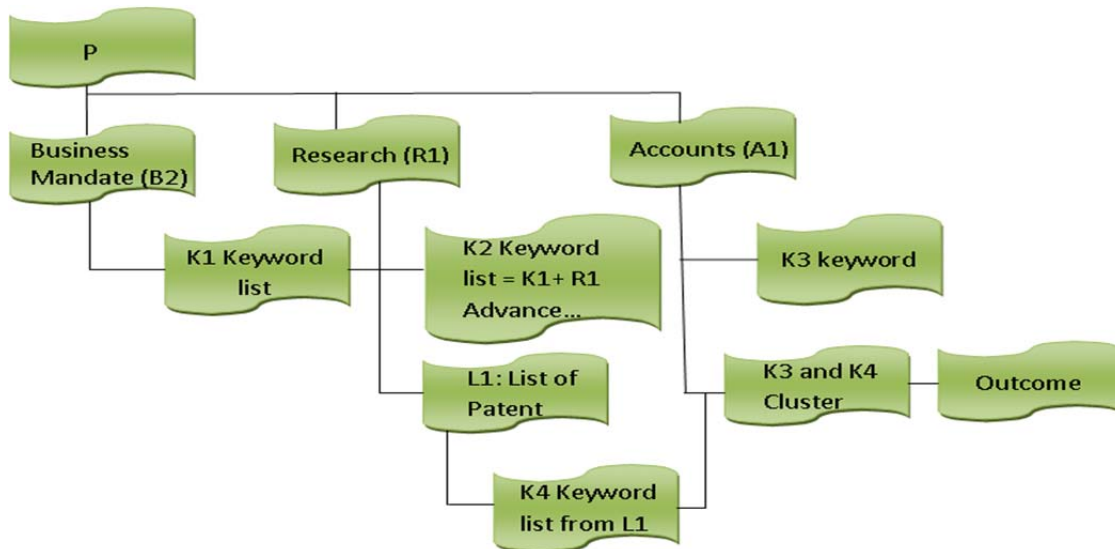 P
Business
Mandate (B2)
Research (R1)
Accounts (A1)
K1 Keyword
list
K2 Keyword
list = K1+ R1
Advance...
K3 keyword
L1: List of
Patent
K3 and K4
Cluster
Outcome
K4 Keyword
list from L1